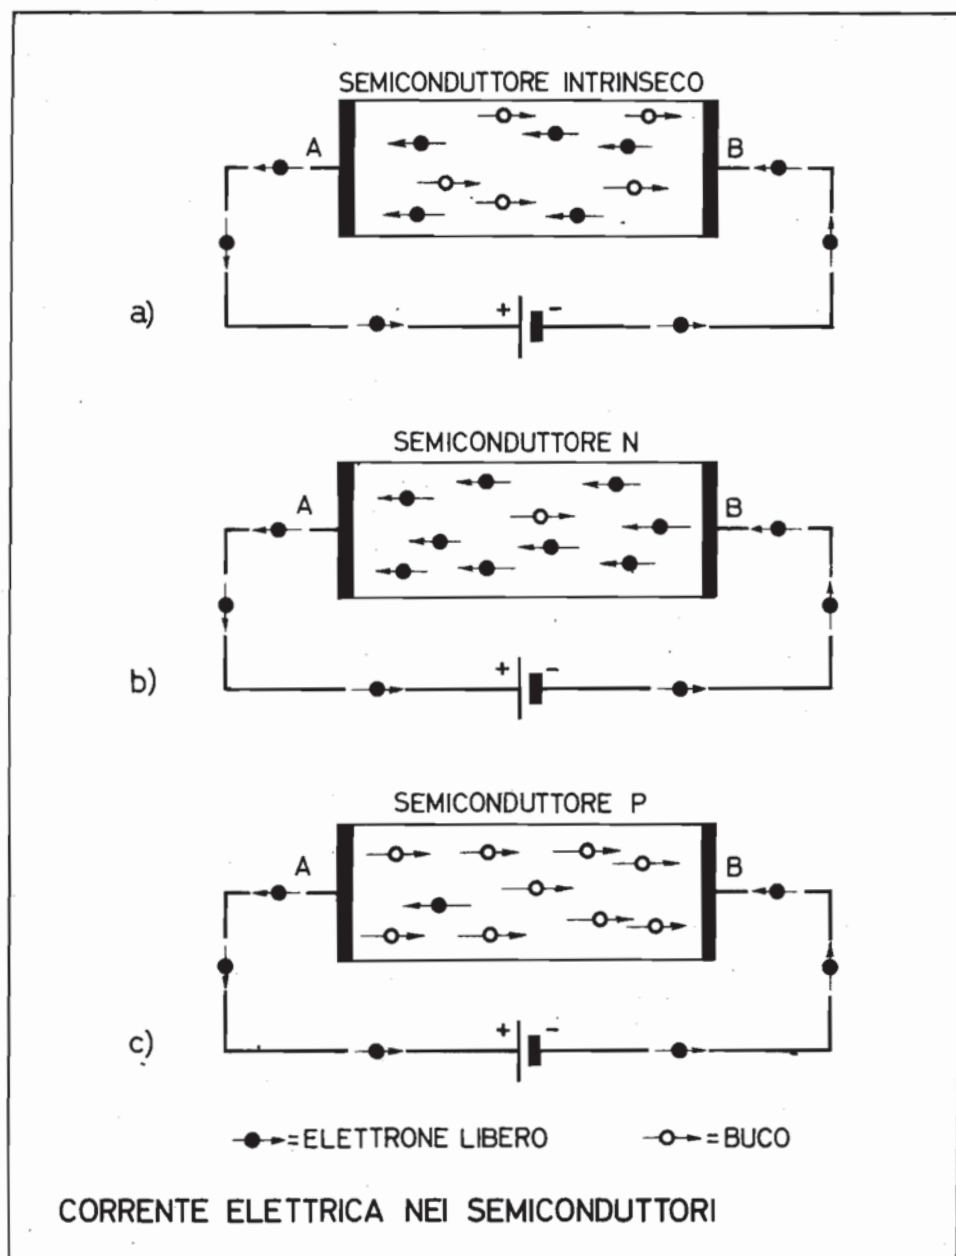 SEMICONDUTTORE INTRINSECO
A
B
+ -
a)
SEMICONDUTTORE N
A
B
+ -
b)
SEMICONDUTTORE P
A
B
+ -
c)
=ELETTRONE LIBERO
=BUCO
CORRENTE ELETTRICA NEI SEMICONDUTTORI